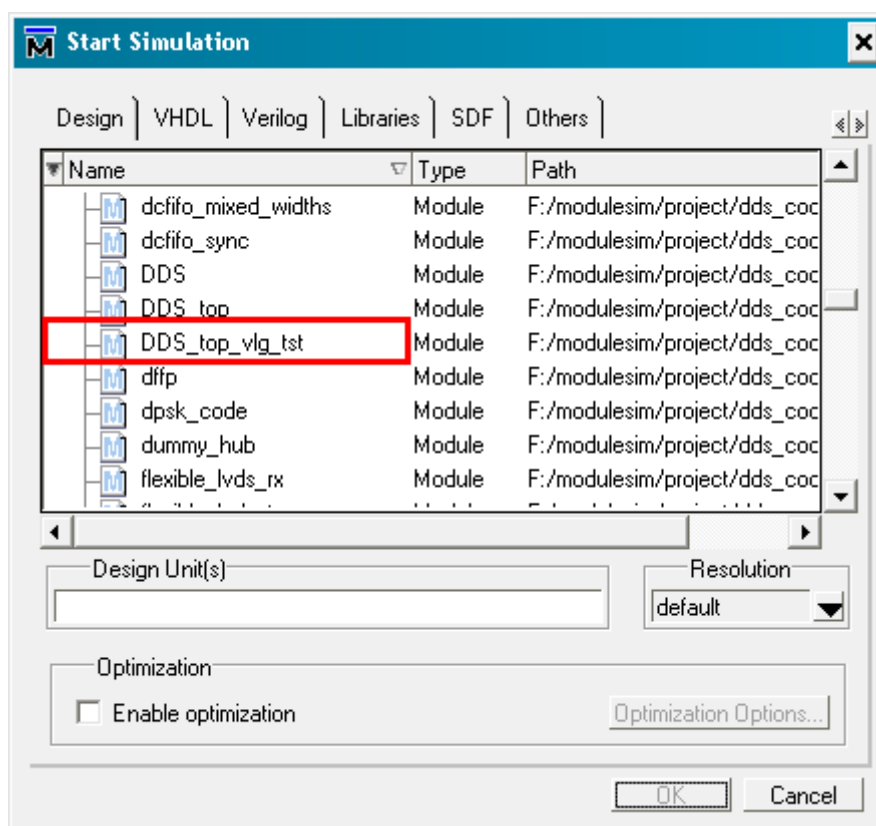 Start Simulation
Design VHDL Verilog Libraries SDF Others
Name Type Path
dcfifo_mixed_widths Module F:/modulesim/project/dds_coc
dcfifo_sync Module F:/modulesim/project/dds_coc
DDS Module F:/modulesim/project/dds_coc
DDS_top Module F:/modulesim/project/dds_coc
DDS_top_vlg_tst Module F:/modulesim/project/dds_coc
dffp Module F:/modulesim/project/dds_coc
dpsk_code Module F:/modulesim/project/dds_coc
dummy_hub Module F:/modulesim/project/dds_coc
flexible_lvds_rx Module F:/modulesim/project/dds_coc
Design Unit(s) Resolution
default
Optimization
Enable optimization Optimization Options...
OK Cancel